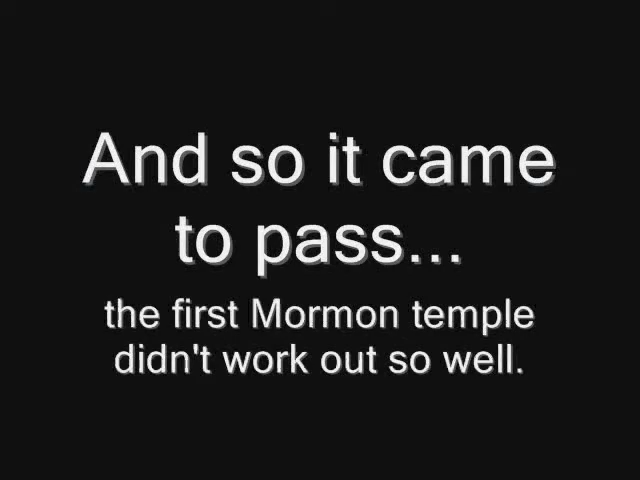 And so it came
to pass...
the first Mormon temple
didn't work out so well.